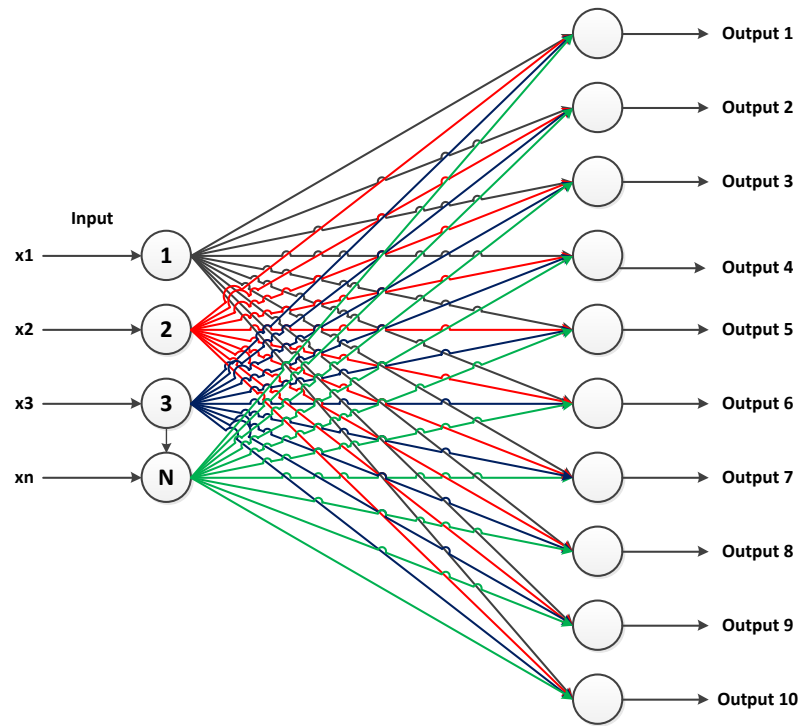 Output 1
Output 2
Output 3
Input
x1
1
Output 4
x2
2
Output 5
x3
3
Output 6
xn
N
Output 7
Output 8
Output 9
Output 10